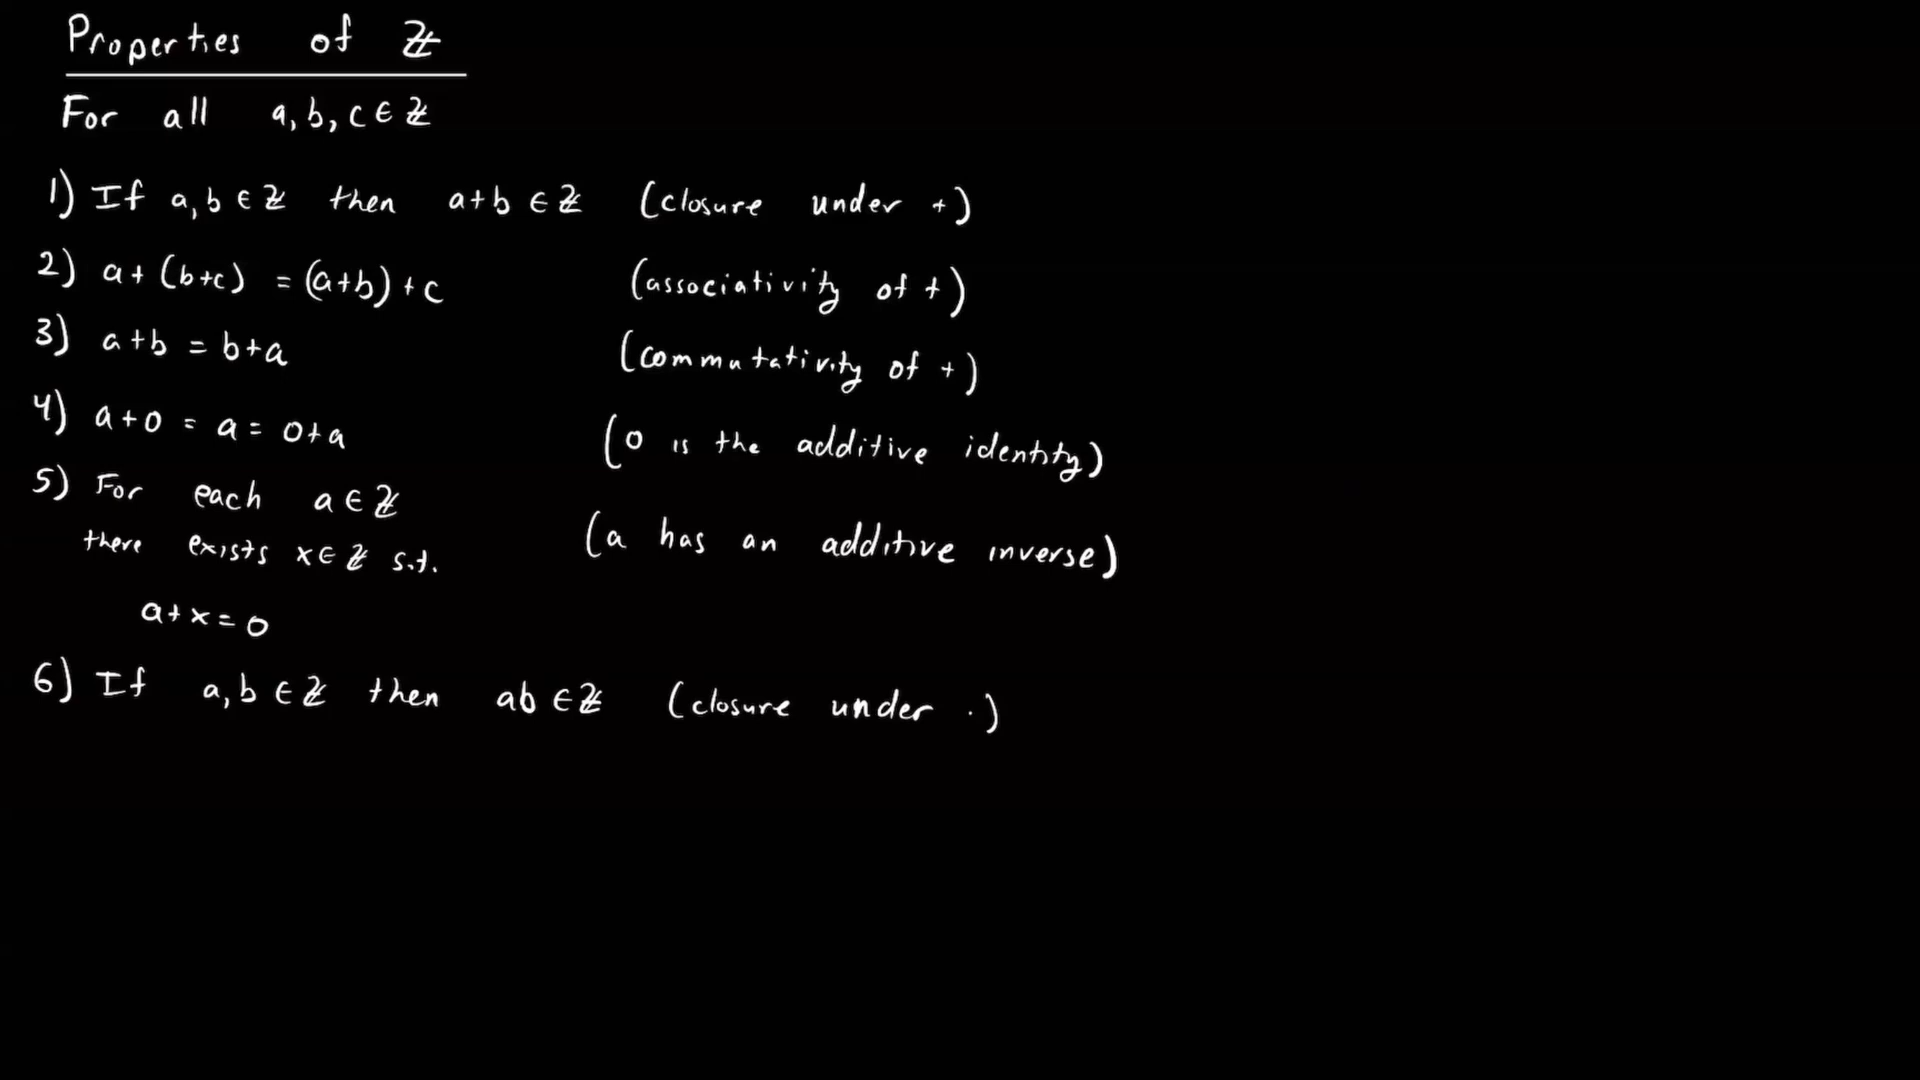 Properties of ℤ
For all a, b, c ∈ ℤ
1) If a, b ∈ ℤ then a+b ∈ ℤ (closure under +)
2) a+(b+c) = (a+b)+c (associativity of +)
3) a+b = b+a (commutativity of +)
4) a+0 = a = 0+a (0 is the additive identity)
5) For each a ∈ ℤ
there exists x ∈ ℤ s.t. (a has an additive inverse)
a+x=0
6) If a, b ∈ ℤ then ab ∈ ℤ (closure under ·)